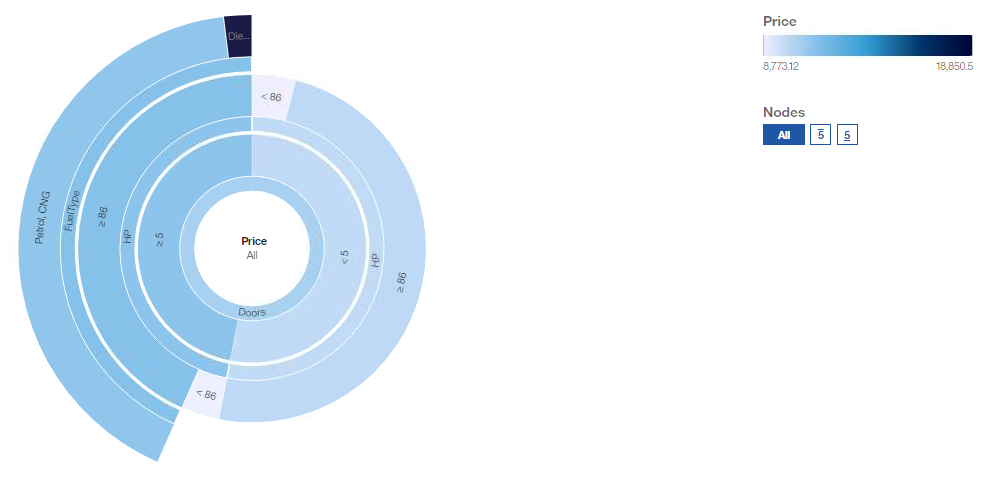 Die...
< 86
Petrol, CNG
FuelType
≥ 86
HP
≥ 5
Price
All
< 5
HP
≥ 86
Doors
< 86
Price
8,773.12 18,850.5
Nodes
All 5 5